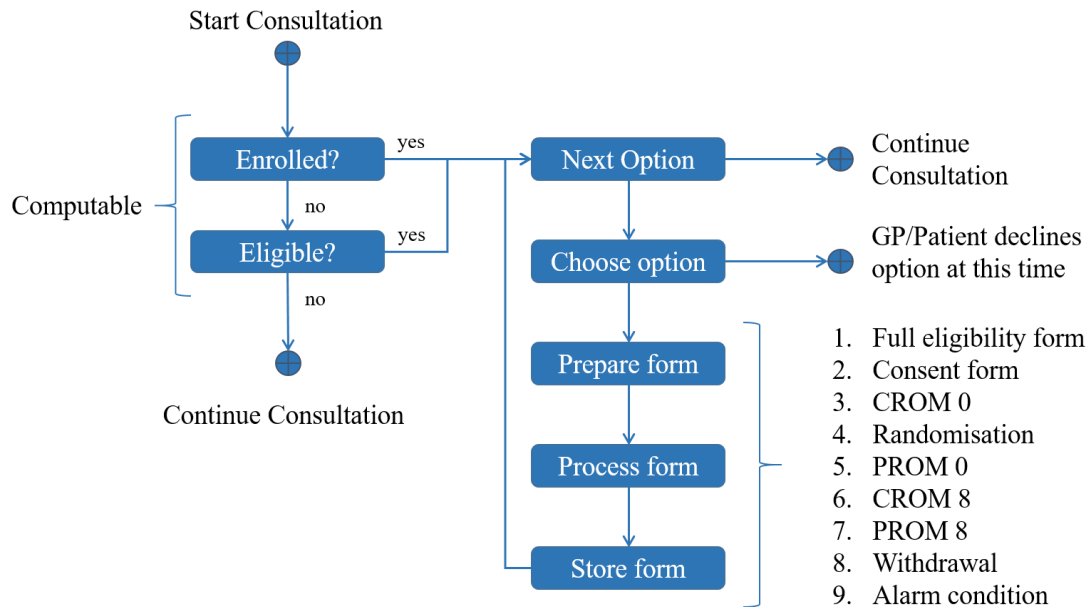 Start Consultation
Enrolled?
yes
no
Computable
Eligible?
yes
no
Continue Consultation
Next Option
Continue
Consultation
Choose option
GP/Patient declines
option at this time
Prepare form
Process form
Store form
1. Full eligibility form
2. Consent form
3. CROM 0
4. Randomisation
5. PROM 0
6. CROM 8
7. PROM 8
8. Withdrawal
9. Alarm condition